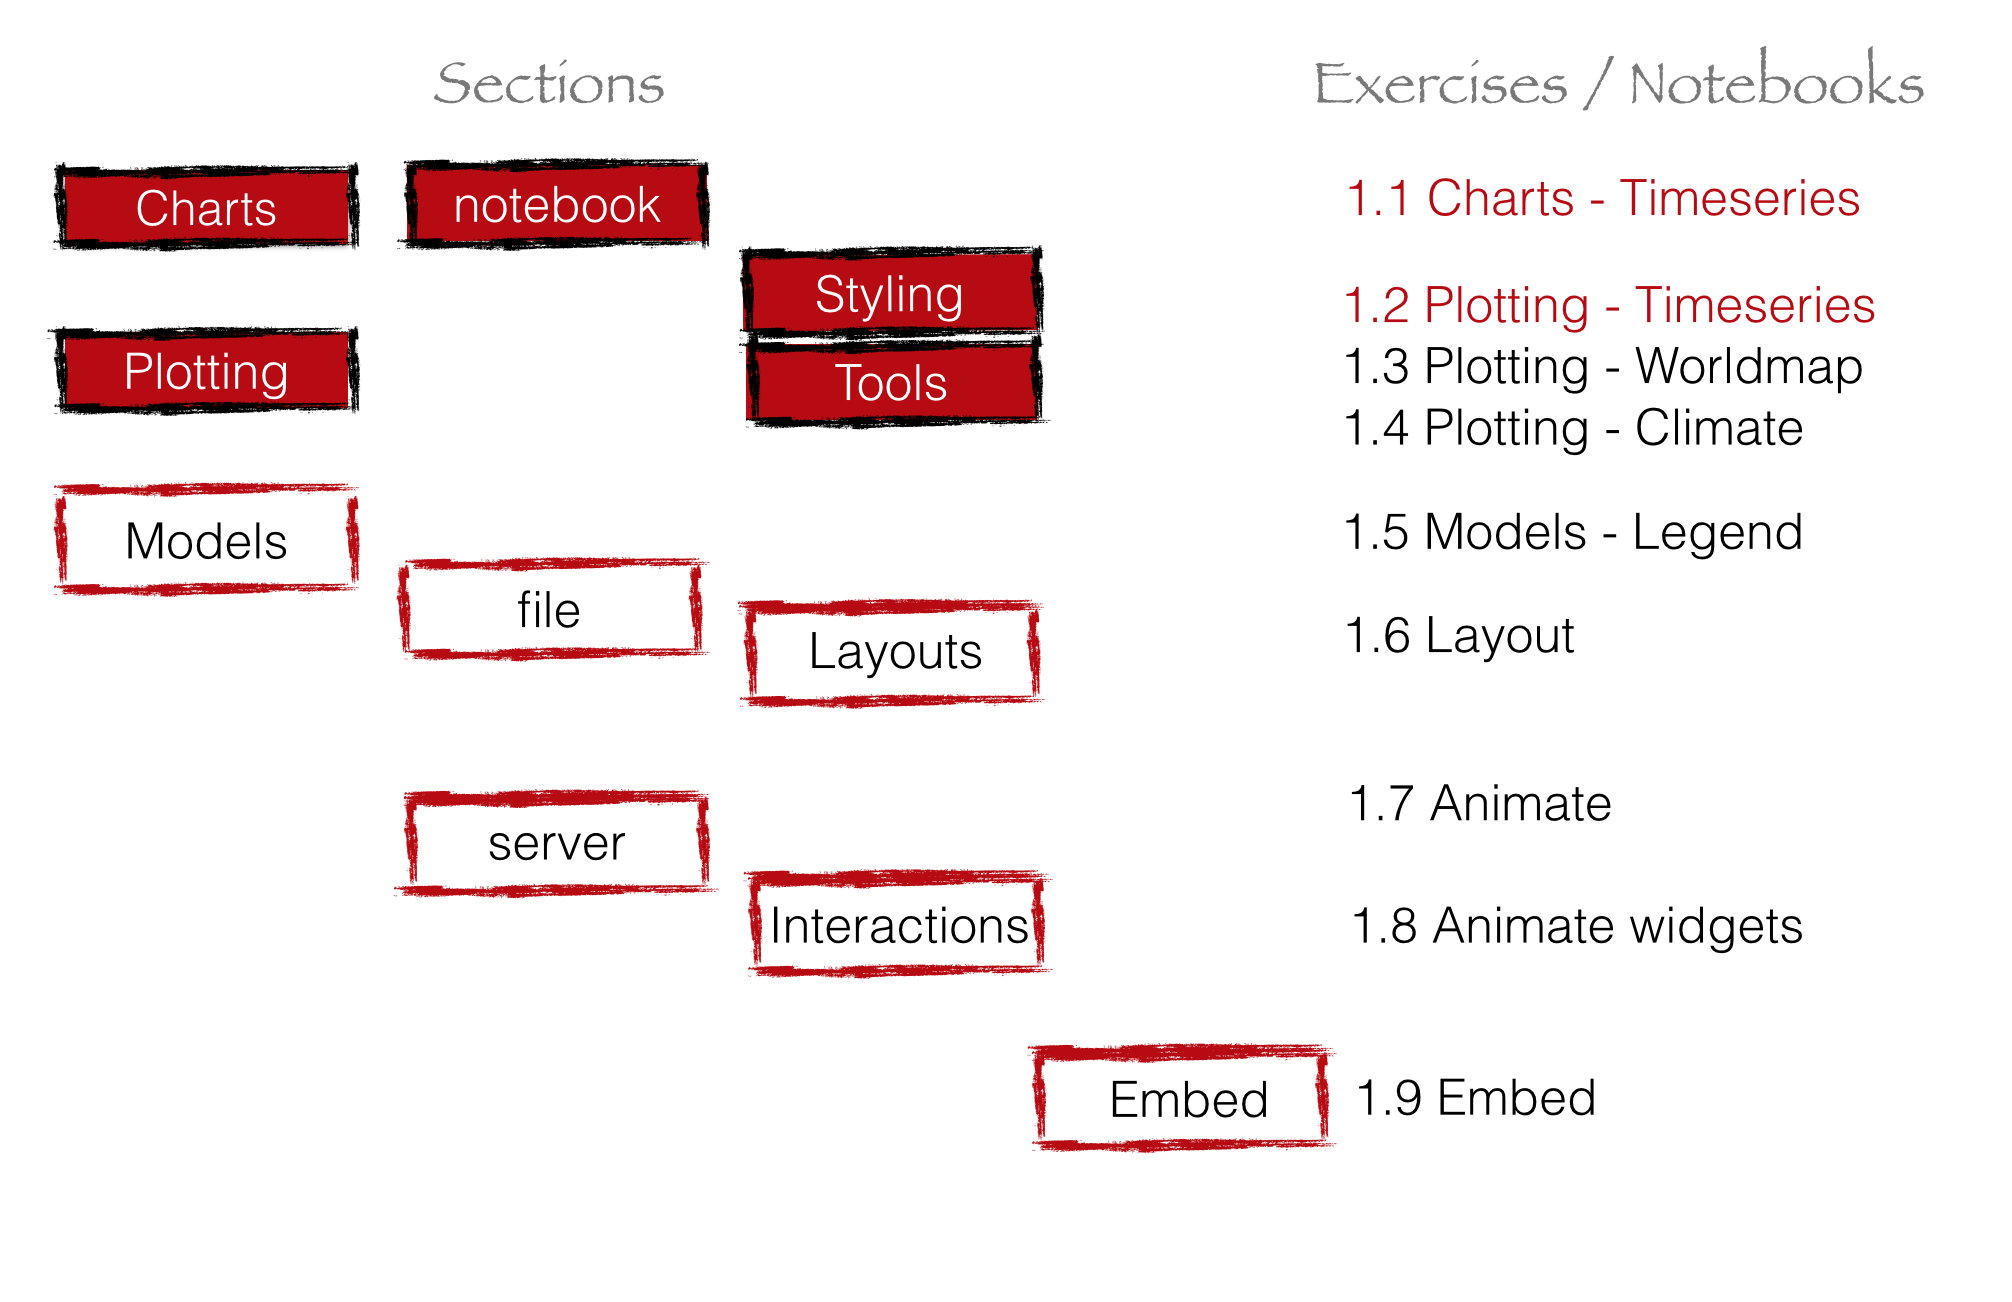 Sections
Exercises / Notebooks
Charts
notebook
1.1 Charts - Timeseries
Styling
1.2 Plotting - Timeseries
Plotting
Tools
1.3 Plotting - Worldmap
1.4 Plotting - Climate
Models
1.5 Models - Legend
file
Layouts
1.6 Layout
server
1.7 Animate
Interactions
1.8 Animate widgets
Embed
1.9 Embed